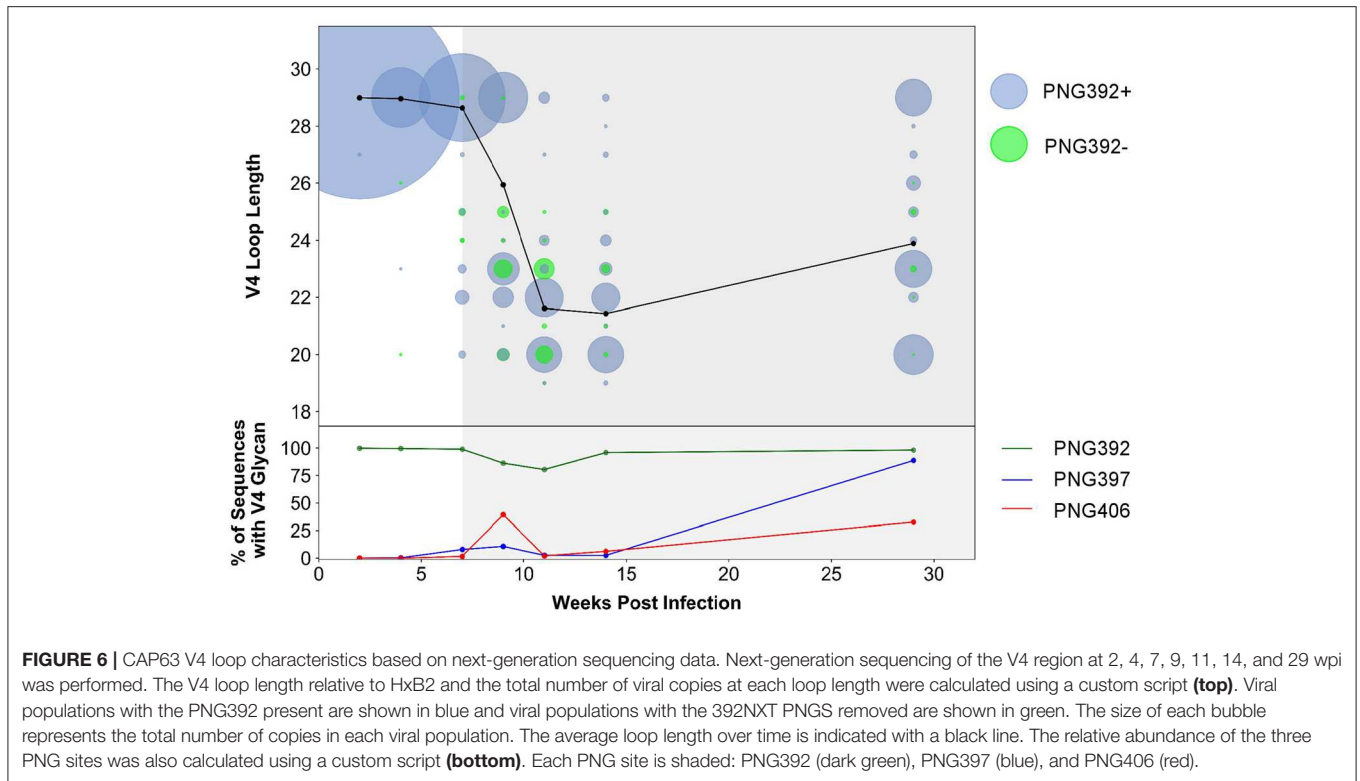 30
28
26
24
22
20
18
V4 Loop Length
PNG392+
PNG392-
100
75
50
25
0
% of Sequences
with V4 Glycan
PNG392
PNG397
PNG406
0 5 10 15 20 25 30
Weeks Post Infection
FIGURE 6 | CAP63 V4 loop characteristics based on next-generation sequencing data. Next-generation sequencing of the V4 region at 2, 4, 7, 9, 11, 14, and 29 wpi
was performed. The V4 loop length relative to HxB2 and the total number of viral copies at each loop length were calculated using a custom script (top). Viral
populations with the PNG392 present are shown in blue and viral populations with the 392NXT PNGS removed are shown in green. The size of each bubble
represents the total number of copies in each viral population. The average loop length over time is indicated with a black line. The relative abundance of the three
PNG sites was also calculated using a custom script (bottom). Each PNG site is shaded: PNG392 (dark green), PNG397 (blue), and PNG406 (red).